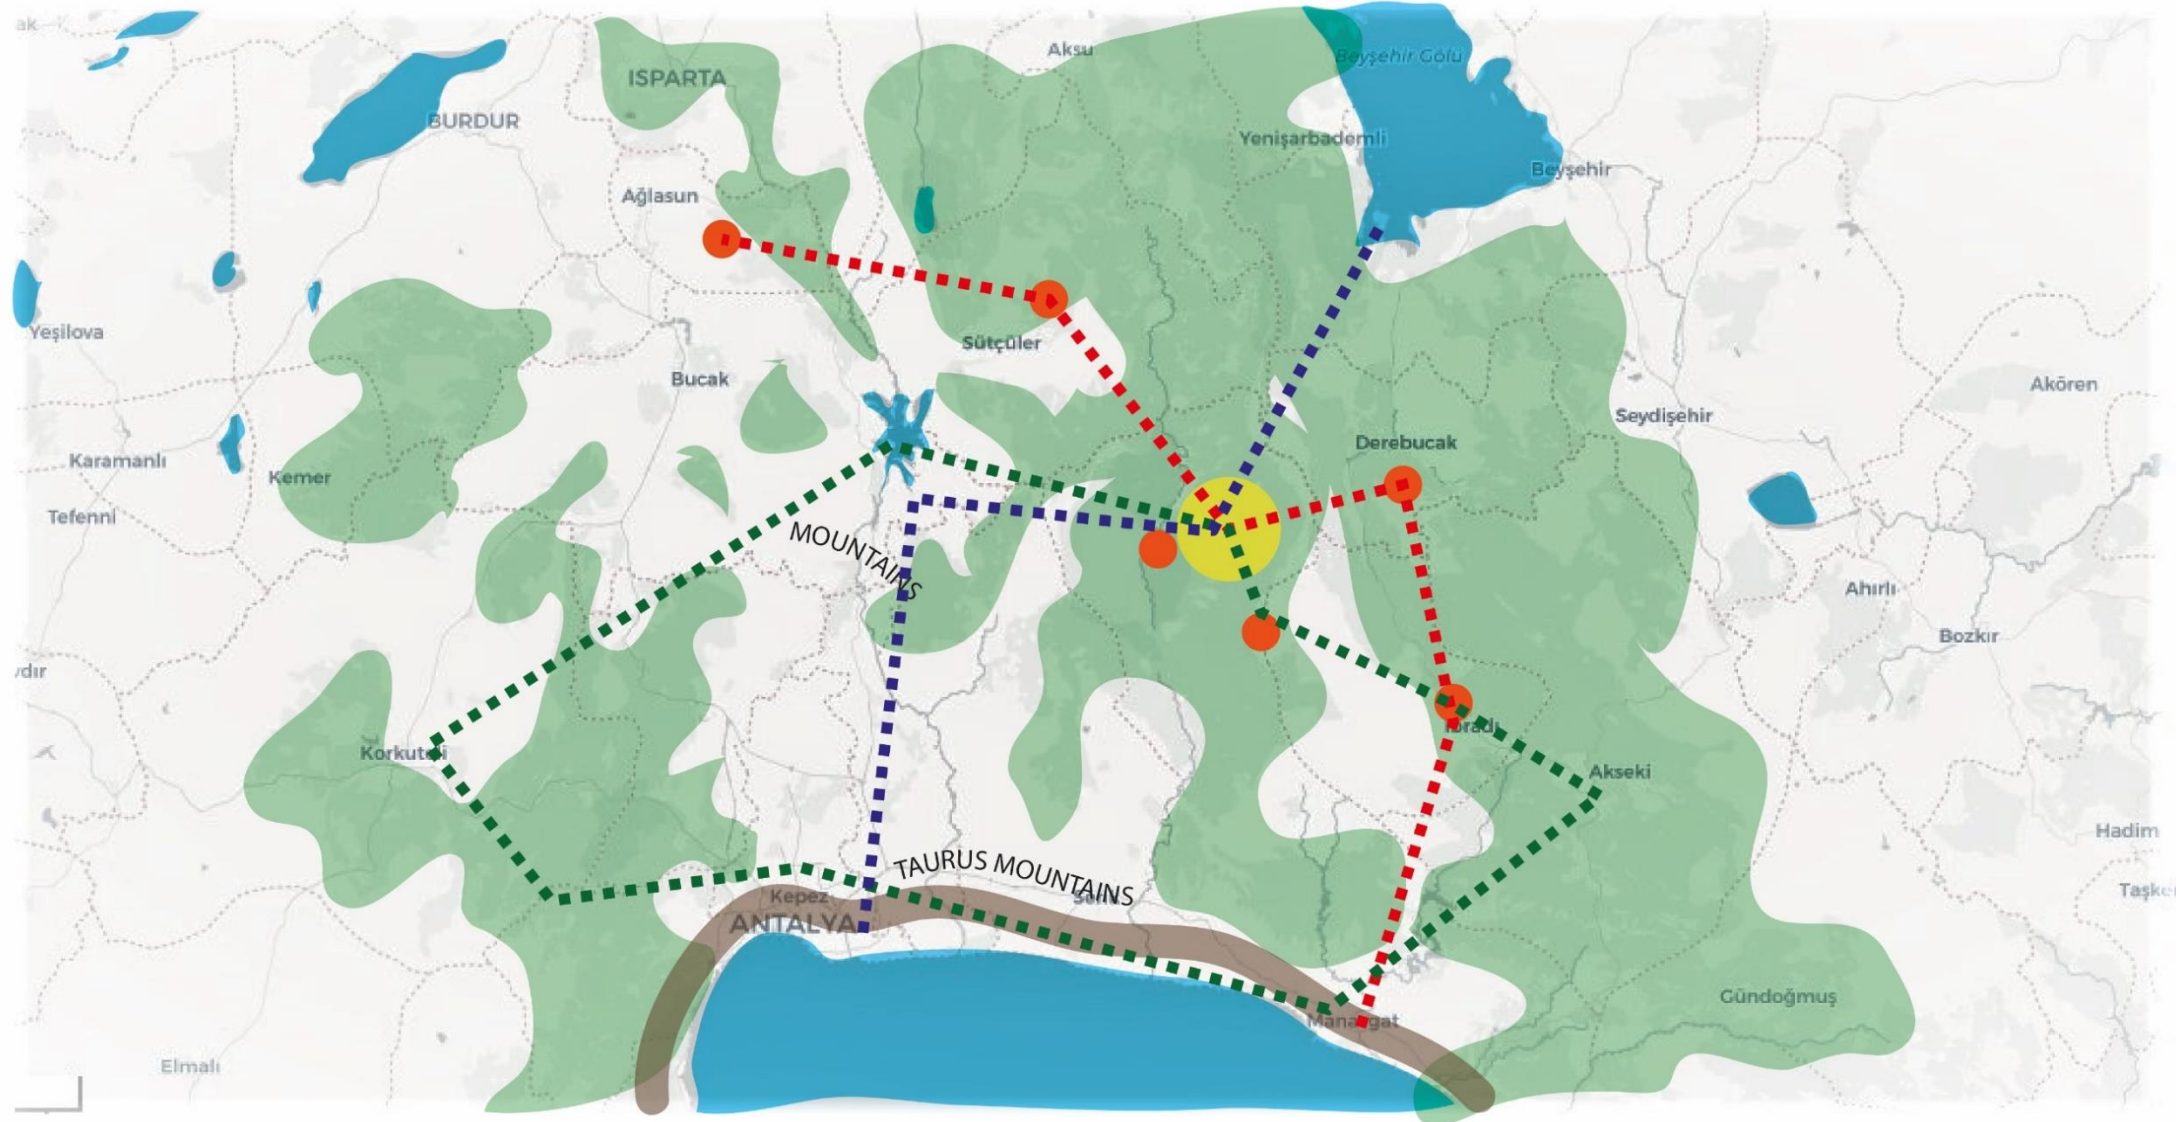 Aksu
Beyşehir Gölü
ISPARTA
BURDUR
Yenişarbademli
Beyşehir
Ağlasun
Yeşilova
Sütçüler
Bucak
Akören
Seydişehir
Derebucak
Karamanlı
Kemer
Tefenni
MOUNTAINS
Ahırlı
Bozkır
Korkuteli
Akseki
Hadim
TAURUS MOUNTAINS
Kepez
ANTALYA
Gündoğmuş
Manavgat
Elmalı